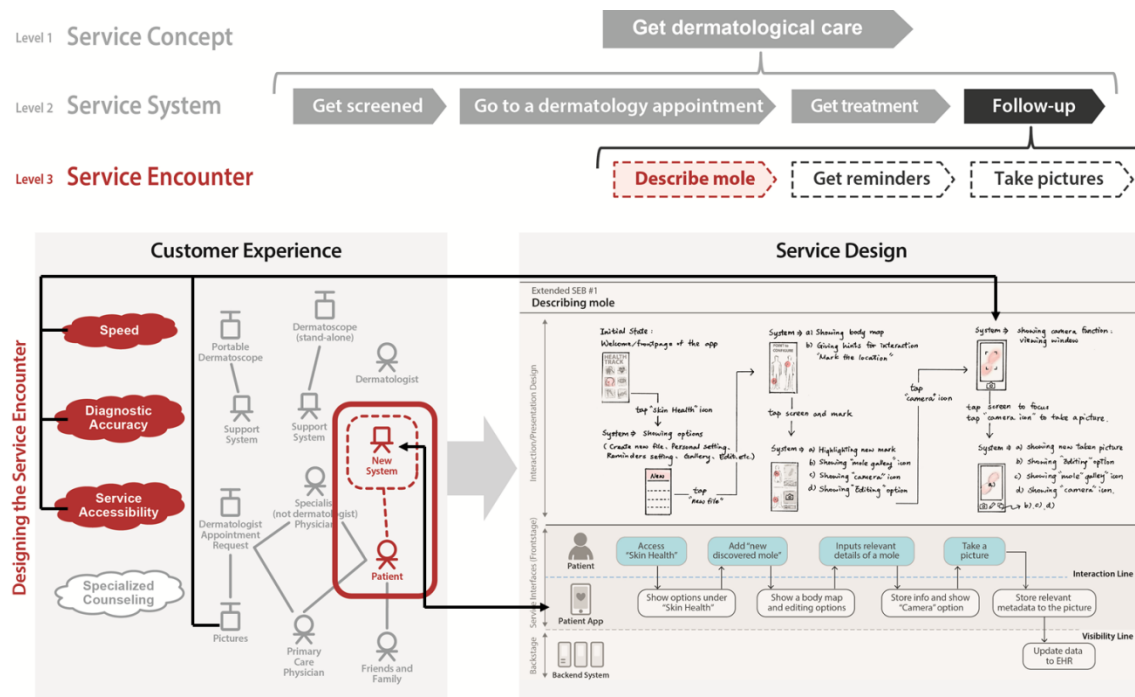 Level 1 Service Concept
Get dermatological care
Level 2 Service System
Get screened
Go to a dermatology appointment
Get treatment
Follow-up
Level 3 Service Encounter
Describe mole
Get reminders
Take pictures
Designing the Service Encounter
Customer Experience
Speed
Diagnostic
Accuracy
Service
Accessibility
Specialized
Counseling
Portable
Dermatoscope
Dermatoscope
(stand-alone)
Dermatologist
Support
System
Support
System
New
System
Specialist
(not dermatologist)
Physician
Dermatologist
Appointment
Request
Patient
Pictures
Primary
Care
Physician
Friends and
Family
Service Design
Extended SEB #1
Describing mole
Interaction/Presentation Design
Initial State:
Welcome/frontpage of the app
HEALTH
TRACK
tap "Skin Health" icon
System → Showing options
(Create new file, Personal setting,
Reminders setting, Gallery, Edit, etc.)
New
tap
"new file"
System → a) Showing body map
b) Giving hints for interaction
"Mark the location"
tap screen and mark
System → a) Highlighting new mark
b) Showing "mole gallery" icon
c) Showing "camera" icon
d) Showing "Editing" option
tap
"camera" icon
System → showing camera function:
viewing window
tap screen to focus
tap "camera icon" to take a picture.
System → a) showing new taken picture
b) Showing "Editing" option
c) Showing "mole" gallery" icon
d) Showing "camera" icon.
b), c), d)
Service Interfaces (Frontstage)
Patient
Access
"Skin Health"
Add "new
discovered mole"
Inputs relevant
details of a mole
Take a
picture
Interaction Line
Patient App
Show options under
"Skin Health"
Show a body map
and editing options
Store info and show
"Camera" option
Store relevant
metadata to the picture
Visibility Line
Backstage
Backend System
Update data
to EHR